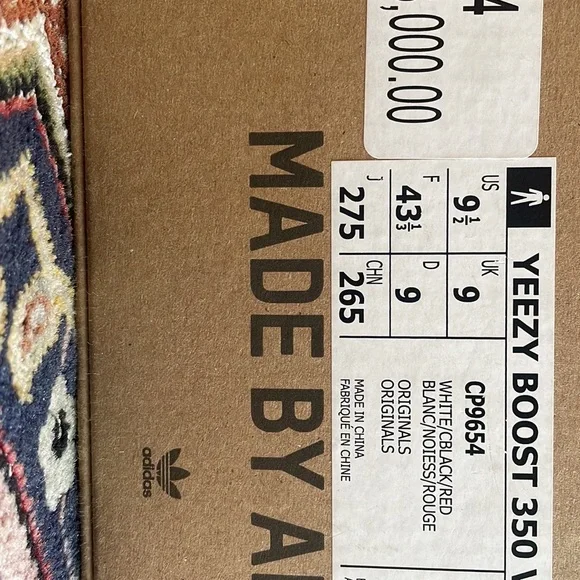 4
,000.00
MADE BY A
YEEZY BOOST 350
US 9½ UK 9
F 43⅓ D 9
J 275 CHN 265
CP9654
WHITE/CBLACK/RED
BLANC/NOIESS/ROUGE
ORIGINALS
ORIGINALS
MADE IN CHINA
FABRIQUÉ EN CHINE
adidas